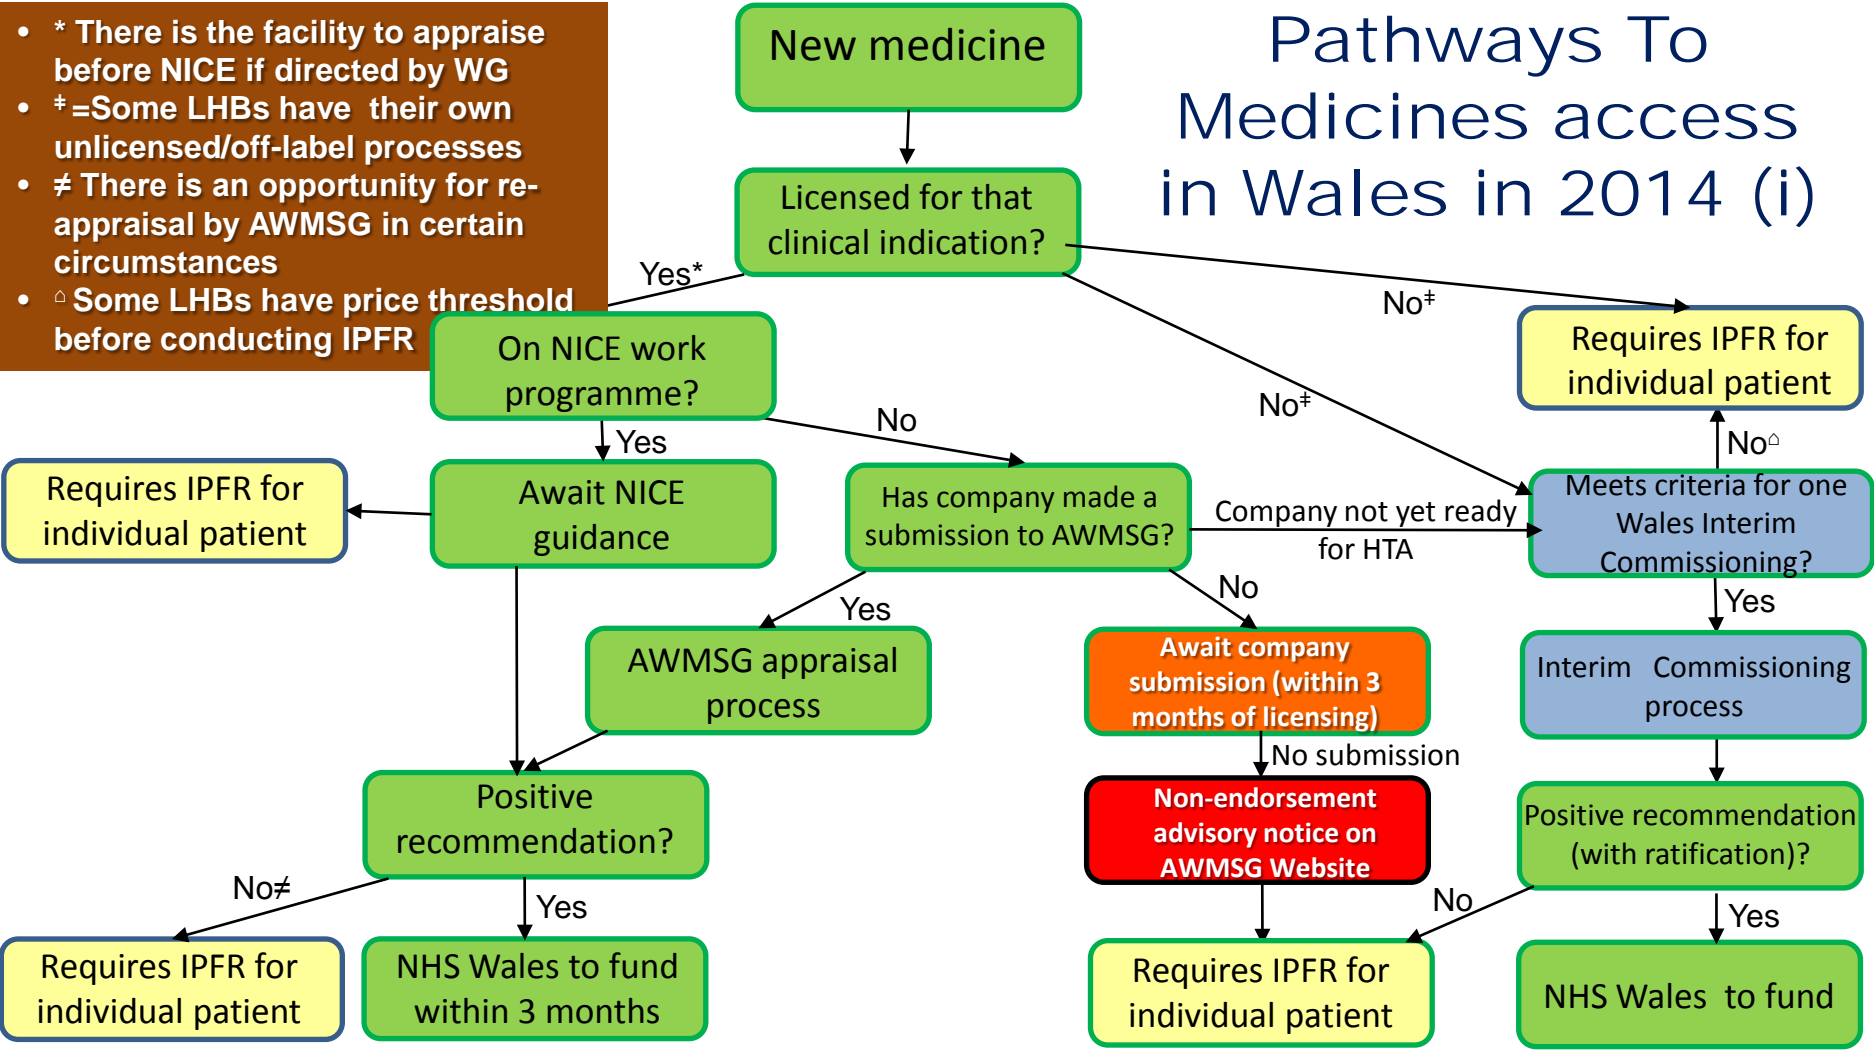 • * There is the facility to appraise
before NICE if directed by WG
• ‡ =Some LHBs have their own
unlicensed/off-label processes
• ≠ There is an opportunity for re-
appraisal by AWMSG in certain
circumstances
• ⌂ Some LHBs have price threshold
before conducting IPFR
Pathways To
Medicines access
in Wales in 2014 (i)
New medicine
Licensed for that
clinical indication?
Yes*
No‡
No‡
Requires IPFR for
individual patient
On NICE work
programme?
No
Yes
No⌂
Requires IPFR for
individual patient
Await NICE
guidance
Has company made a
submission to AWMSG?
Company not yet ready
for HTA
Meets criteria for one
Wales Interim
Commissioning?
Yes
No
Yes
AWMSG appraisal
process
Await company
submission (within 3
months of licensing)
Interim Commissioning
process
No submission
Positive
recommendation?
Non-endorsement
advisory notice on
AWMSG Website
Positive recommendation
(with ratification)?
No≠
Yes
No
Yes
Requires IPFR for
individual patient
NHS Wales to fund
within 3 months
Requires IPFR for
individual patient
NHS Wales to fund